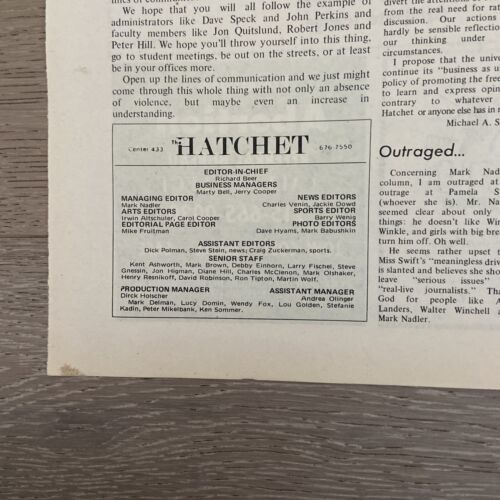 We hope that you will all follow the example of
administrators like Dave Speck and John Perkins and
faculty members like Jon Quitslund, Robert Jones and
Peter Hill. We hope you'll throw yourself into this thing,
go to student meetings, be out on the streets, or at least
be in your offices more.
Open up the lines of communication and we just might
come through this whole thing with not only an absence
of violence, but maybe even an increase in
understanding.
Center 433 The HATCHET 676-7550
EDITOR-IN-CHIEF
Richard Beer
BUSINESS MANAGERS
Marty Bell, Jerry Cooper
MANAGING EDITOR
Mark Nadler
NEWS EDITORS
Charles Venin, Jackie Dowd
ARTS EDITORS
Irwin Altschuler, Carol Cooper
SPORTS EDITOR
Barry Wenig
EDITORIAL PAGE EDITOR
Mike Fruitman
PHOTO EDITORS
Dave Hyams, Mark Babushkin
ASSISTANT EDITORS
Dick Polman, Steve Stein, news; Craig Zuckerman, sports.
SENIOR STAFF
Kent Ashworth, Mark Brown, Debby Einhorn, Larry Fischel, Steve
Gnessin, Jon Higman, Diane Hill, Charles McClenon, Mark Olshaker,
Henry Resnikoff, David Robinson, Ron Tipton, Martin Wolf.
PRODUCTION MANAGER
Dirck Holscher
ASSISTANT MANAGER
Andrea Olinger
Mark Delman, Lucy Domin, Wendy Fox, Lou Golden, Stefanie
Kadin, Peter Mikelbank, Ken Sommer.
from the real need for
discussion. Our actions
hardly be sensible
our thinking under
circumstances.
I propose that the
continue its "business as
policy of promoting the
to learn and express
contrary to whatever
Hatchet or anyone else has in
Michael A. S
Outraged...
Concerning Mark
column, I am outraged at
outrage at Pamela S
(whoever she is). Mr.
seemed clear about only
things: he doesn't like
Winkle, and girls with big
turn him off. Oh well.
He seems rather upset
Miss Swift's "meaningless
is slanted and believes she
leave "serious issues"
"real-live journalists."
God for people like
Landers, Walter Winchell
Mark Nadler.